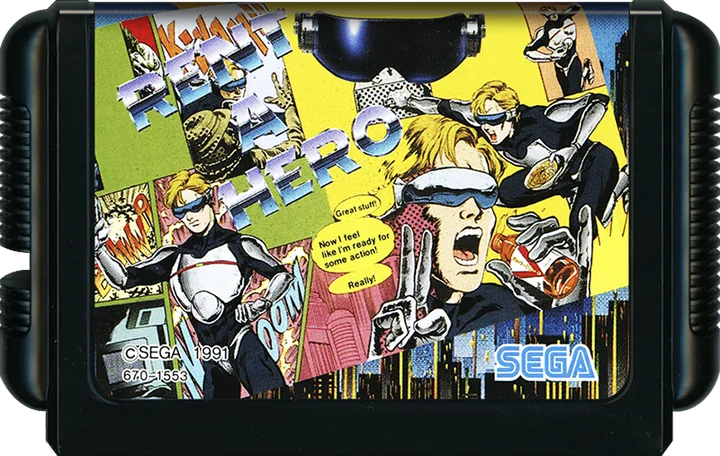 RENT
A
HERO
Great stuff!
Now I feel
like I'm ready for
some action!
Really!
©SEGA 1991
670-1553
SEGA